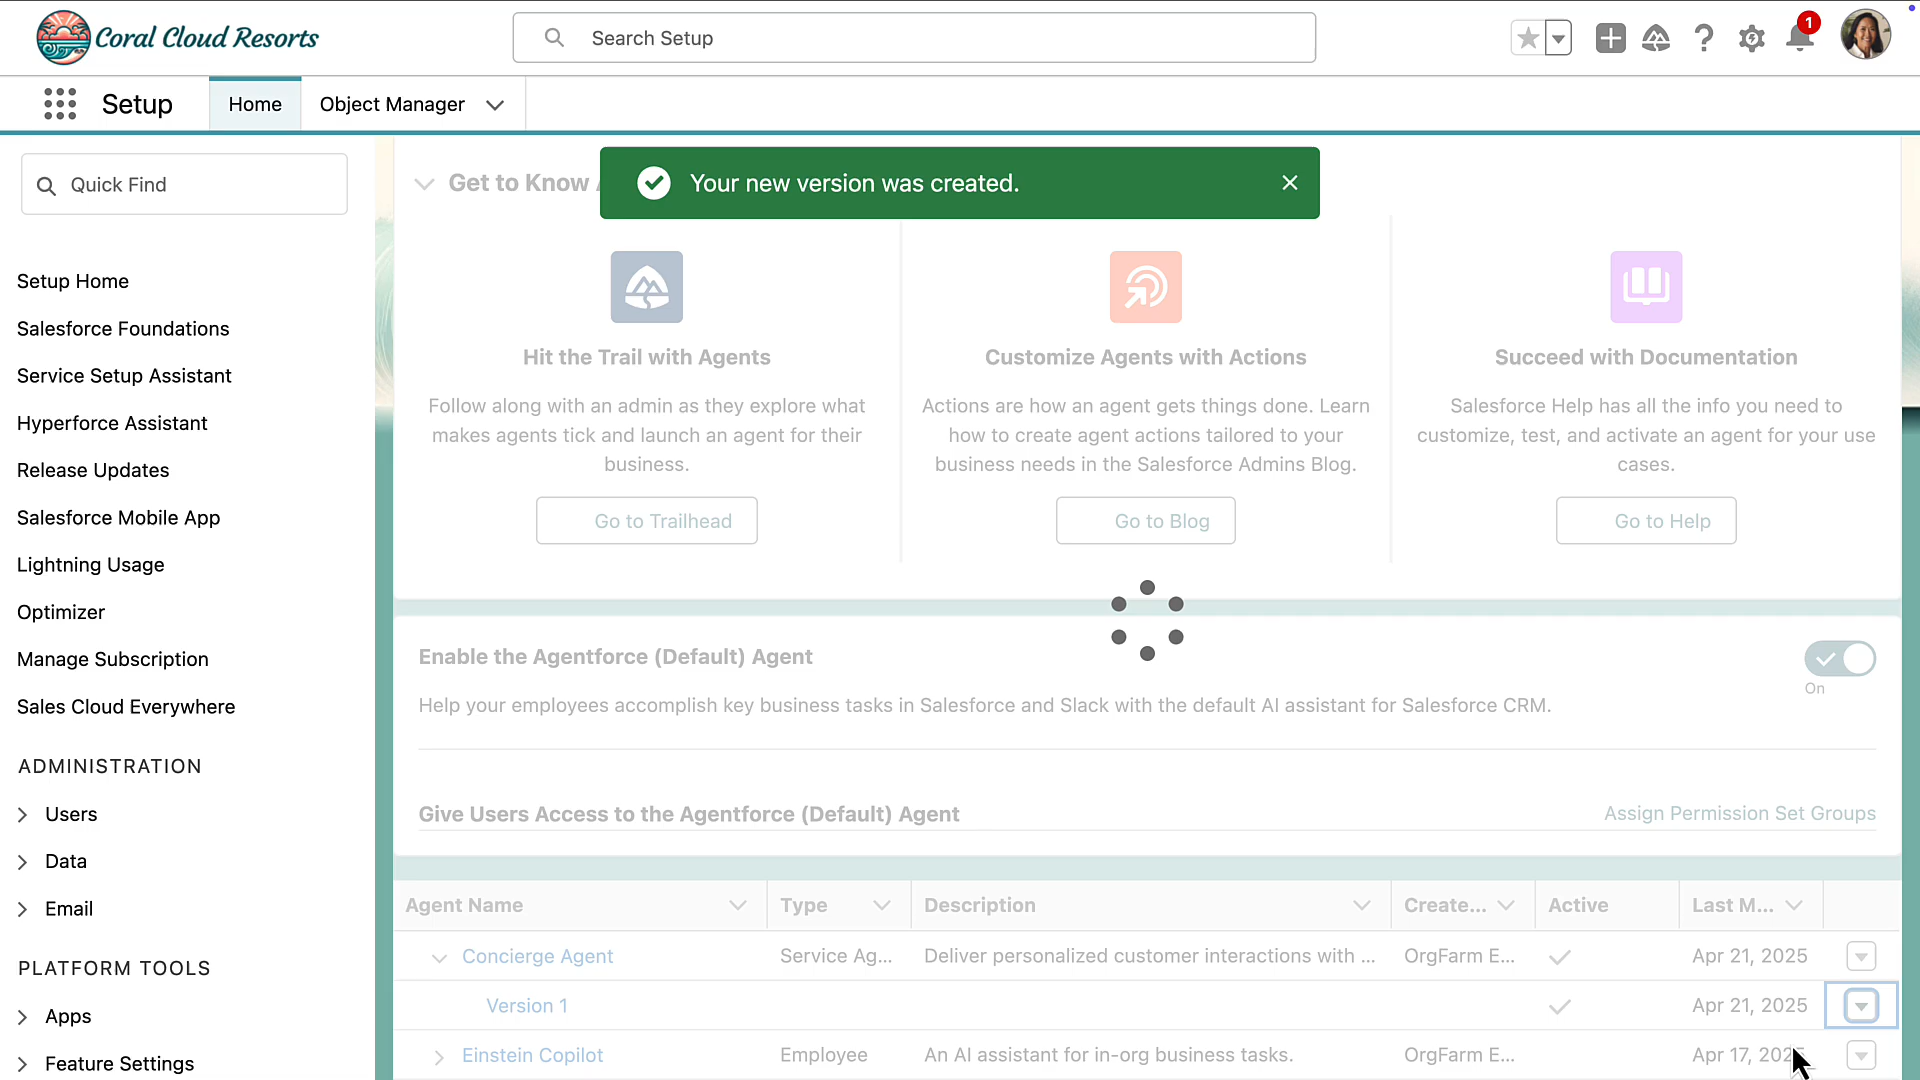 Coral Cloud Resorts
Search Setup
1
Setup
Home
Object Manager
Quick Find
Setup Home
Salesforce Foundations
Service Setup Assistant
Hyperforce Assistant
Release Updates
Salesforce Mobile App
Lightning Usage
Optimizer
Manage Subscription
Sales Cloud Everywhere
ADMINISTRATION
Users
Data
Email
PLATFORM TOOLS
Apps
Feature Settings
Get to Know
Your new version was created.
Hit the Trail with Agents
Follow along with an admin as they explore what
makes agents tick and launch an agent for their
business.
Go to Trailhead
Customize Agents with Actions
Actions are how an agent gets things done. Learn
how to create agent actions tailored to your
business needs in the Salesforce Admins Blog.
Go to Blog
Succeed with Documentation
Salesforce Help has all the info you need to
customize, test, and activate an agent for your use
cases.
Go to Help
Enable the Agentforce (Default) Agent
On
Help your employees accomplish key business tasks in Salesforce and Slack with the default AI assistant for Salesforce CRM.
Give Users Access to the Agentforce (Default) Agent
Assign Permission Set Groups
Agent Name Type Description Create... Active Last M...
Concierge Agent Service Ag... Deliver personalized customer interactions with ... OrgFarm E... Apr 21, 2025
Version 1 Apr 21, 2025
Einstein Copilot Employee An AI assistant for in-org business tasks. OrgFarm E... Apr 17, 2025